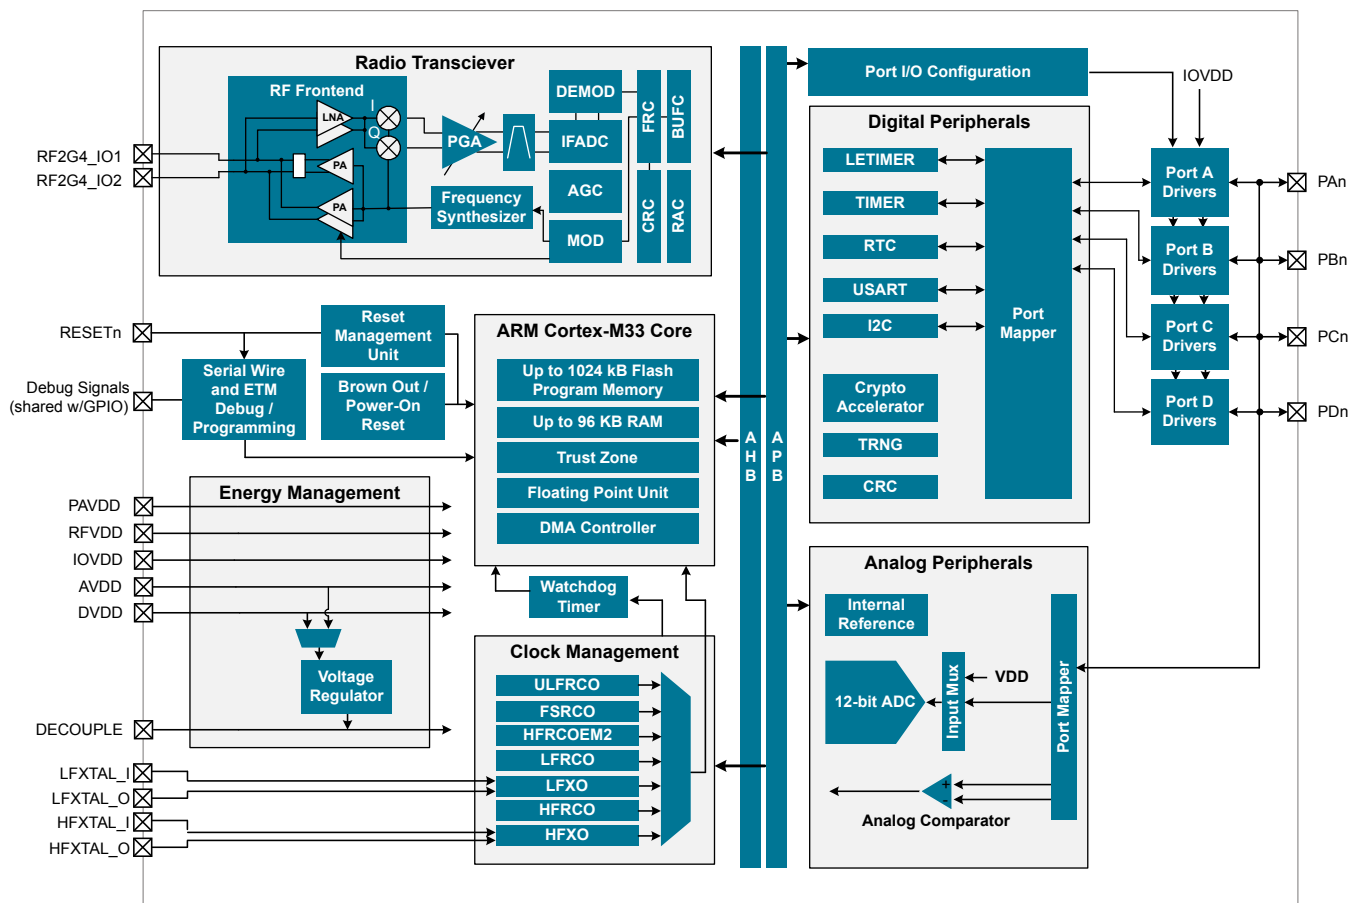 Radio Transciever
RF Frontend
LNA
I
Q
PA
PA
PGA
DEMOD
IFADC
AGC
MOD
Frequency
Synthesizer
FRC
BUFC
CRC
RAC
RF2G4_IO1
RF2G4_IO2
RESETn
Debug Signals
(shared w/GPIO)
Reset
Management
Unit
Serial Wire
and ETM
Debug /
Programming
Brown Out /
Power-On
Reset
ARM Cortex-M33 Core
Up to 1024 kB Flash
Program Memory
Up to 96 KB RAM
Trust Zone
Floating Point Unit
DMA Controller
Watchdog
Timer
Energy Management
PAVDD
RFVDD
IOVDD
AVDD
DVDD
Voltage
Regulator
DECOUPLE
LFXTAL_I
LFXTAL_O
HFXTAL_I
HFXTAL_O
Clock Management
ULFRCO
FSRCO
HFRCOEM2
LFRCO
LFXO
HFRCO
HFXO
A
H
B
A
P
B
Port I/O Configuration
IOVDD
Digital Peripherals
LETIMER
TIMER
RTC
USART
I2C
Crypto
Accelerator
TRNG
CRC
Port
Mapper
Port A
Drivers
Port B
Drivers
Port C
Drivers
Port D
Drivers
PAn
PBn
PCn
PDn
Analog Peripherals
Internal
Reference
12-bit ADC
Input Mux
VDD
Port Mapper
+
-
Analog Comparator